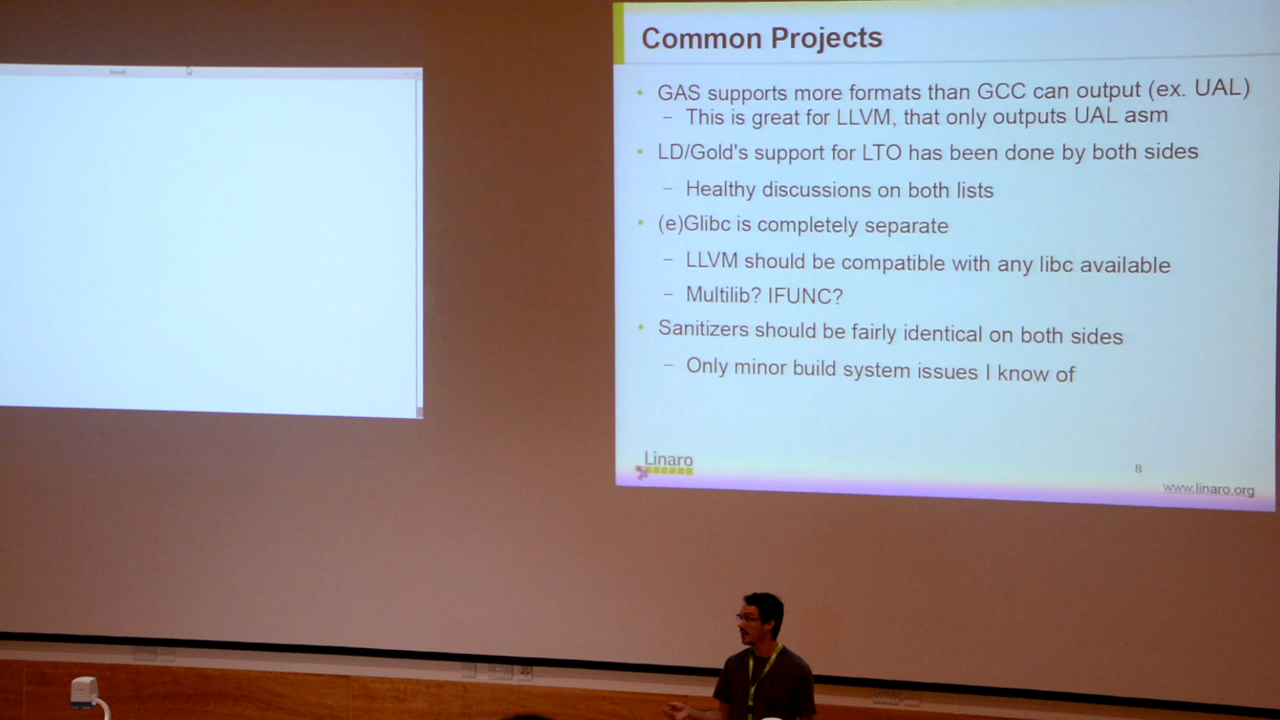 Common Projects
• GAS supports more formats than GCC can output (ex. UAL)
– This is great for LLVM, that only outputs UAL asm
• LD/Gold's support for LTO has been done by both sides
– Healthy discussions on both lists
• (e)Glibc is completely separate
– LLVM should be compatible with any libc available
– Multilib? IFUNC?
• Sanitizers should be fairly identical on both sides
– Only minor build system issues I know of
Linaro
8
www.linaro.org